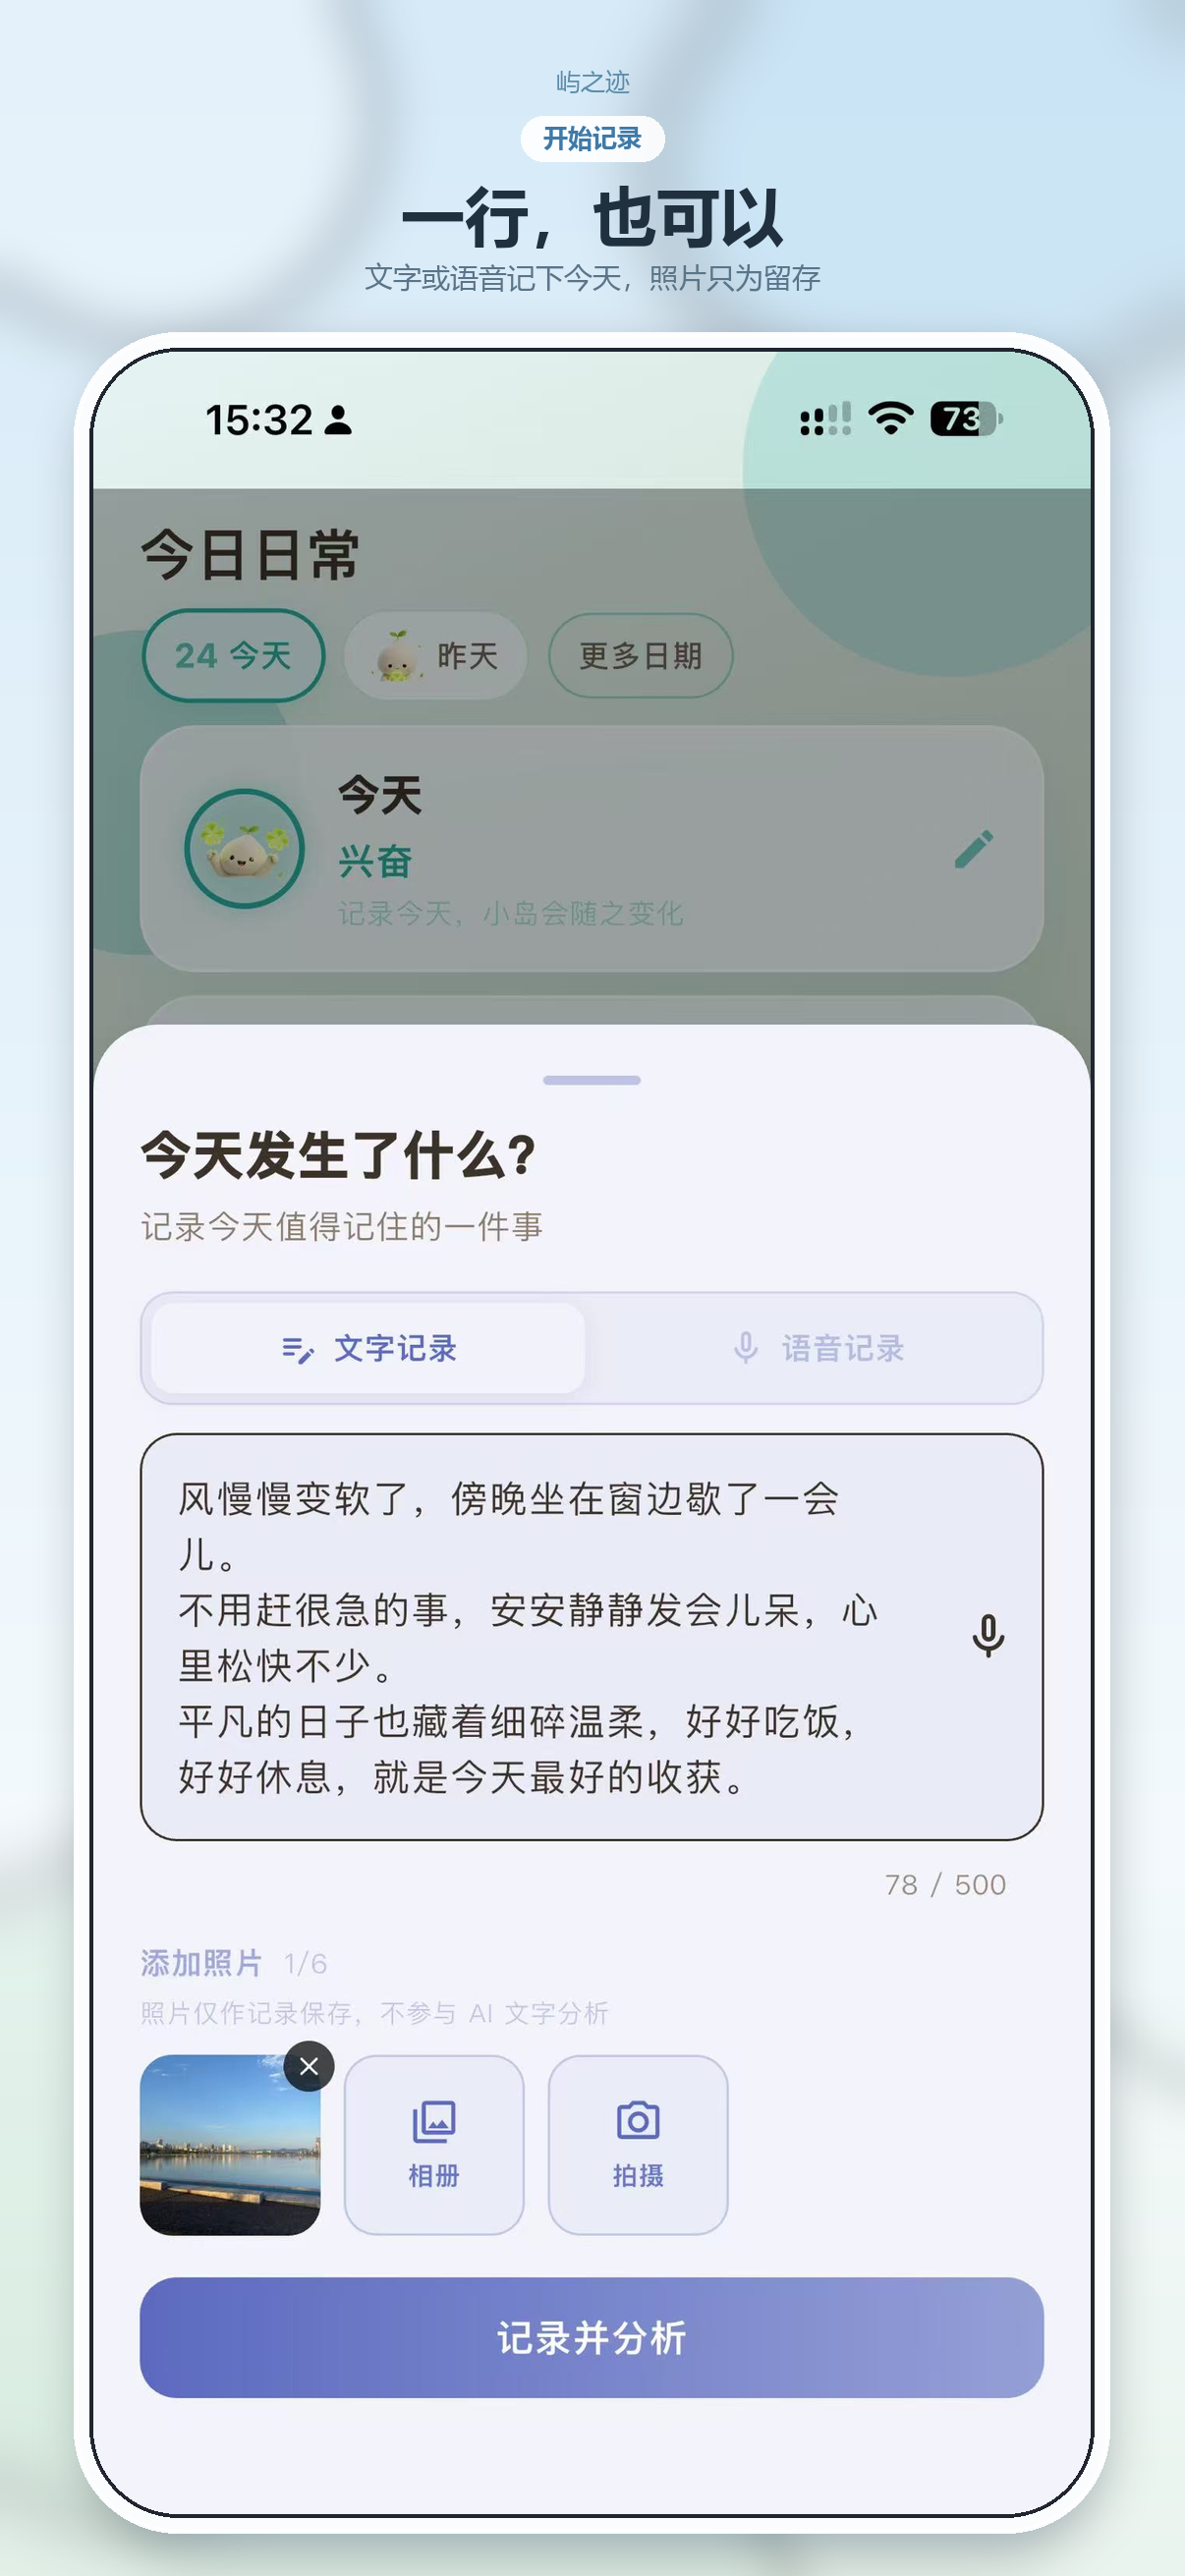 屿之迹
开始记录
一行，也可以
文字或语音记下今天，照片只为留存
15:32
73
今日日常
24 今天
昨天
更多日期
今天
兴奋
记录今天，小岛会随之变化
今天发生了什么?
记录今天值得记住的一件事
文字记录
语音记录
风慢慢变软了，傍晚坐在窗边歇了一会
儿。
不用赶很急的事，安安静静发会儿呆，心
里松快不少。
平凡的日子也藏着细碎温柔，好好吃饭，
好好休息，就是今天最好的收获。
78 / 500
添加照片 1/6
照片仅作记录保存，不参与 AI 文字分析
相册
拍摄
记录并分析